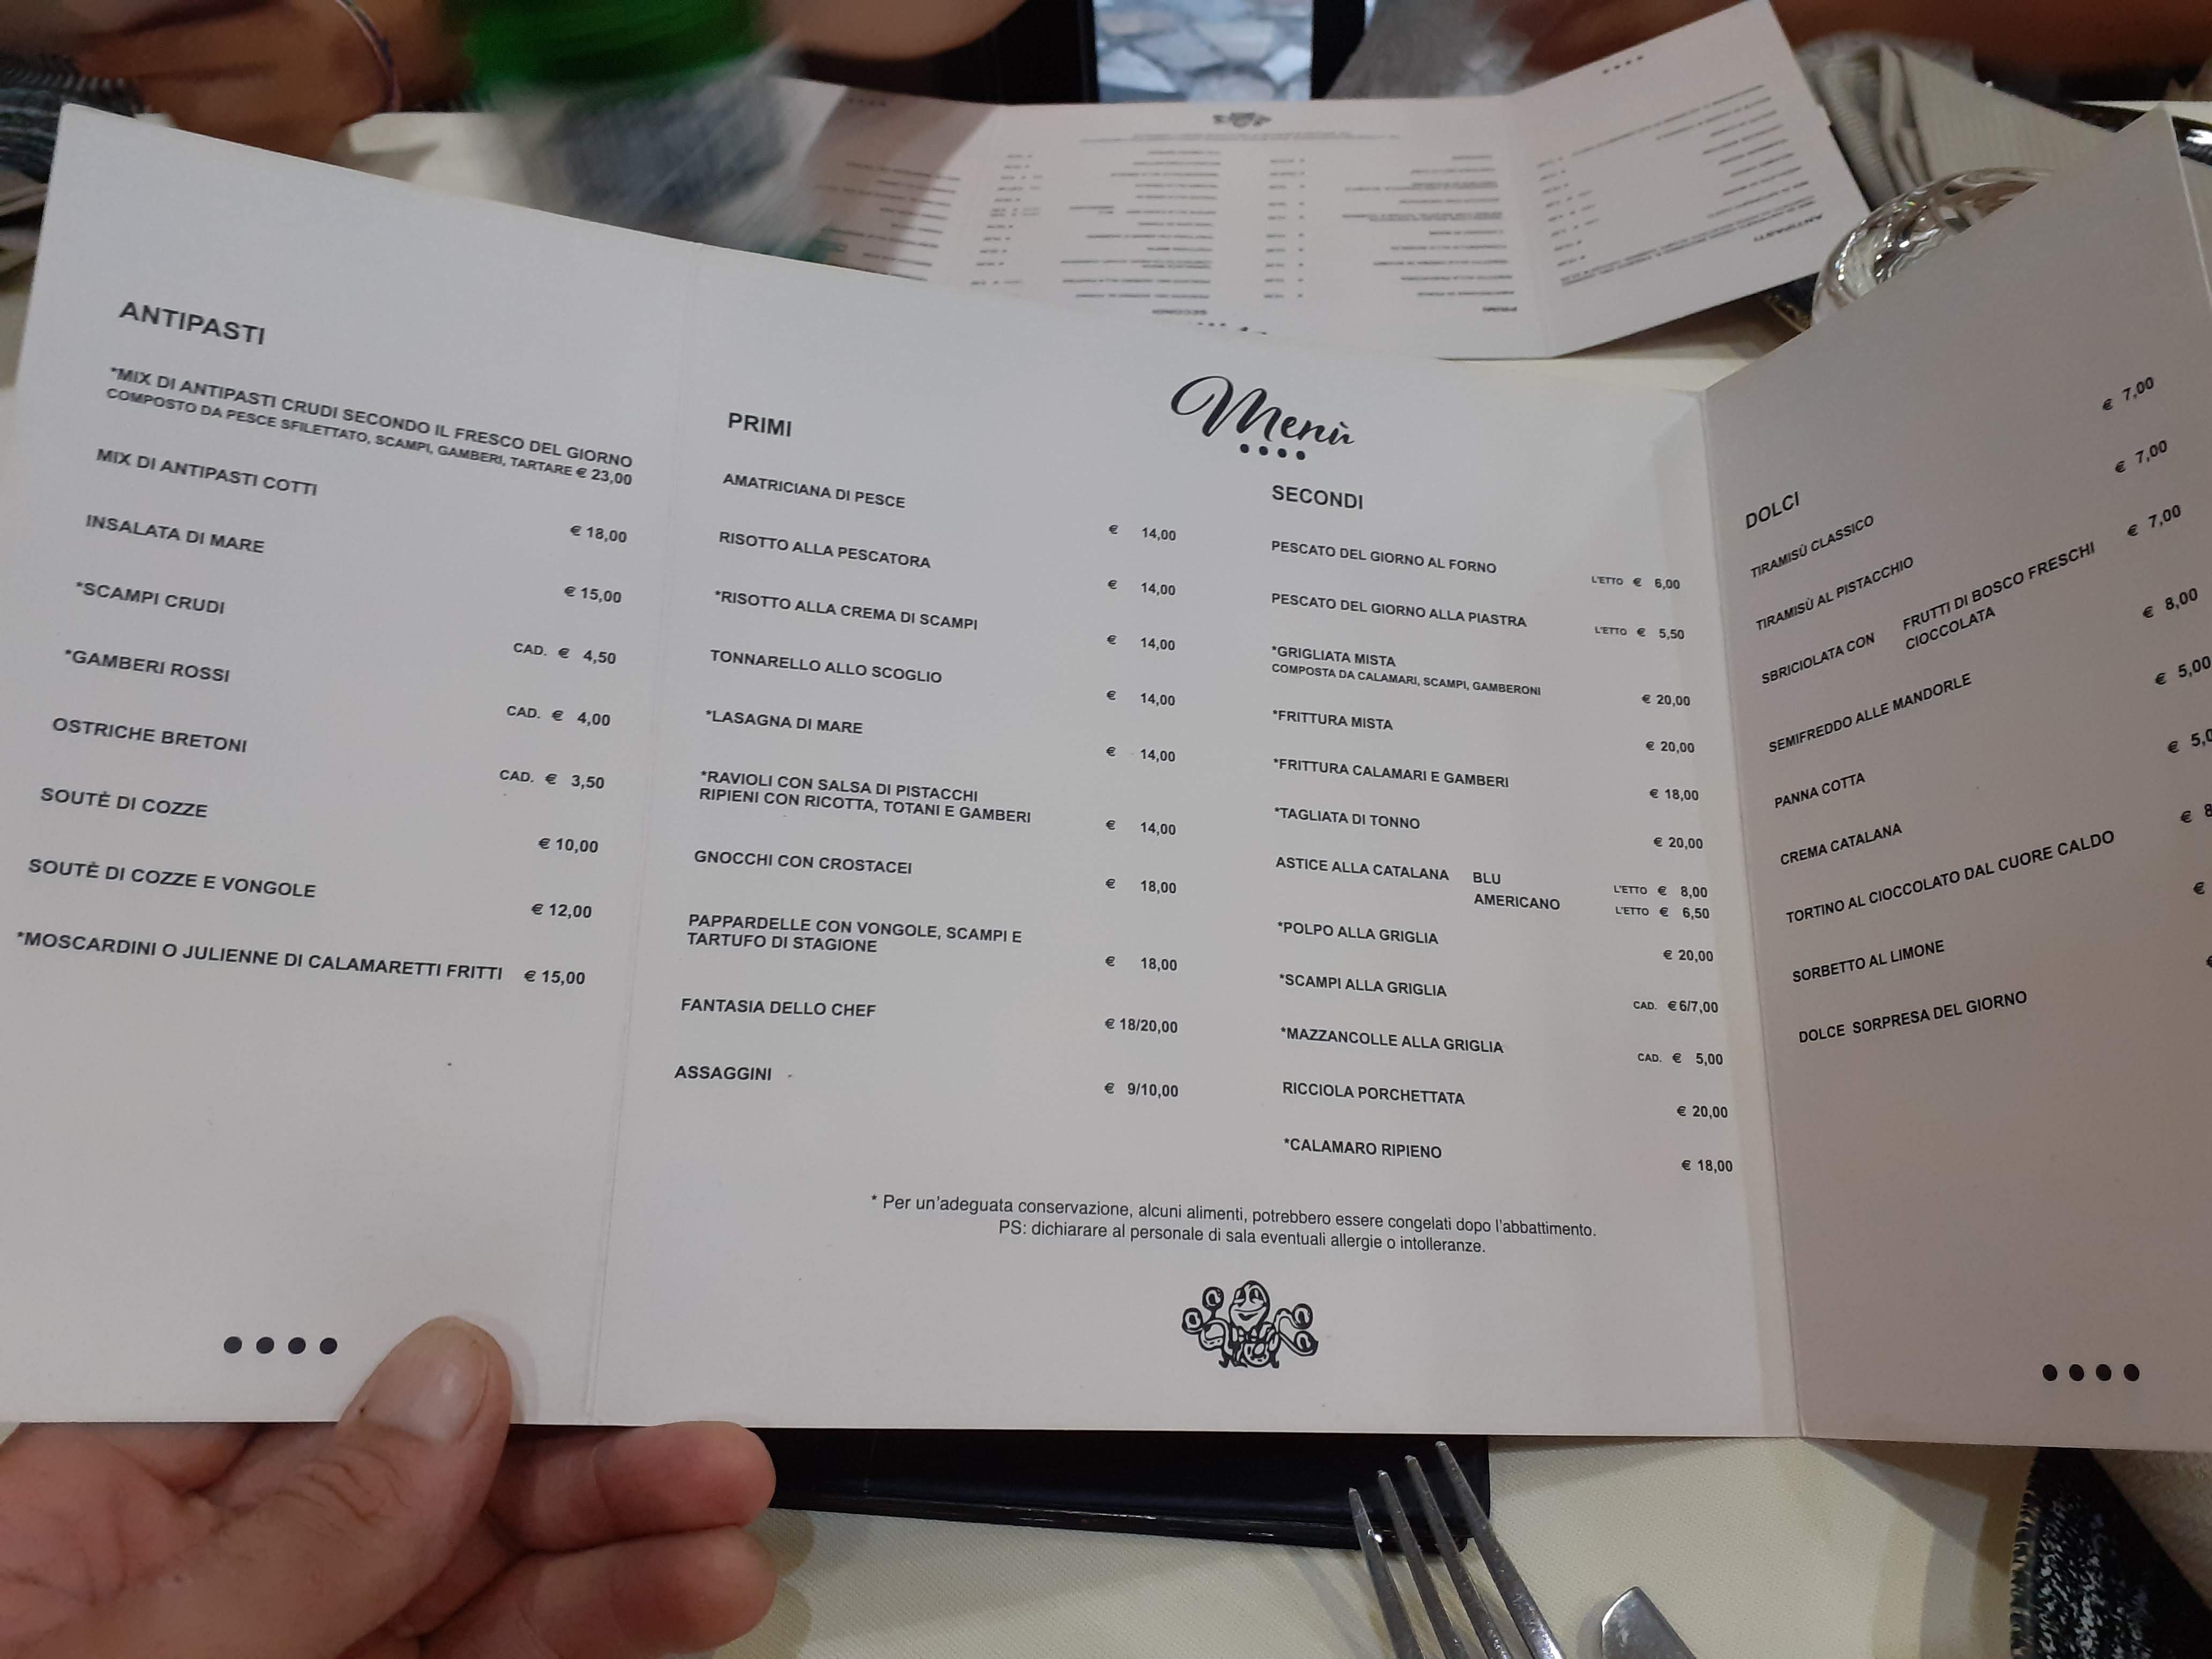 ANTIPASTI
*MIX DI ANTIPASTI CRUDI SECONDO IL FRESCO DEL GIORNO
COMPOSTO DA PESCE SFILETTATO, SCAMPI, GAMBERI, TARTARE € 23,00
MIX DI ANTIPASTI COTTI € 18,00
INSALATA DI MARE € 15,00
*SCAMPI CRUDI CAD. € 4,50
*GAMBERI ROSSI CAD. € 4,00
OSTRICHE BRETONI CAD. € 3,50
SOUTÈ DI COZZE € 10,00
SOUTÈ DI COZZE E VONGOLE € 12,00
*MOSCARDINI O JULIENNE DI CALAMARETTI FRITTI € 15,00
Menù
PRIMI
AMATRICIANA DI PESCE € 14,00
RISOTTO ALLA PESCATORA € 14,00
*RISOTTO ALLA CREMA DI SCAMPI € 14,00
TONNARELLO ALLO SCOGLIO € 14,00
*LASAGNA DI MARE € 14,00
*RAVIOLI CON SALSA DI PISTACCHI
RIPIENI CON RICOTTA, TOTANI E GAMBERI € 14,00
GNOCCHI CON CROSTACEI € 18,00
PAPPARDELLE CON VONGOLE, SCAMPI E
TARTUFO DI STAGIONE € 18,00
FANTASIA DELLO CHEF € 18/20,00
ASSAGGINI € 9/10,00
SECONDI
PESCATO DEL GIORNO AL FORNO L'ETTO € 6,00
PESCATO DEL GIORNO ALLA PIASTRA L'ETTO € 5,50
*GRIGLIATA MISTA
COMPOSTA DA CALAMARI, SCAMPI, GAMBERONI € 20,00
*FRITTURA MISTA € 20,00
*FRITTURA CALAMARI E GAMBERI € 18,00
*TAGLIATA DI TONNO € 20,00
ASTICE ALLA CATALANA BLU L'ETTO € 8,00
AMERICANO L'ETTO € 6,50
*POLPO ALLA GRIGLIA € 20,00
*SCAMPI ALLA GRIGLIA CAD. € 6/7,00
*MAZZANCOLLE ALLA GRIGLIA CAD. € 5,00
RICCIOLA PORCHETTATA € 20,00
*CALAMARO RIPIENO € 18,00
* Per un'adeguata conservazione, alcuni alimenti, potrebbero essere congelati dopo l'abbattimento.
PS: dichiarare al personale di sala eventuali allergie o intolleranze.
DOLCI
TIRAMISÙ CLASSICO € 7,00
TIRAMISÙ AL PISTACCHIO € 7,00
SBRICIOLATA CON FRUTTI DI BOSCO FRESCHI € 7,00
CIOCCOLATA
SEMIFREDDO ALLE MANDORLE € 8,00
PANNA COTTA € 5,00
CREMA CATALANA € 5,0
TORTINO AL CIOCCOLATO DAL CUORE CALDO € 8
SORBETTO AL LIMONE €
DOLCE SORPRESA DEL GIORNO €